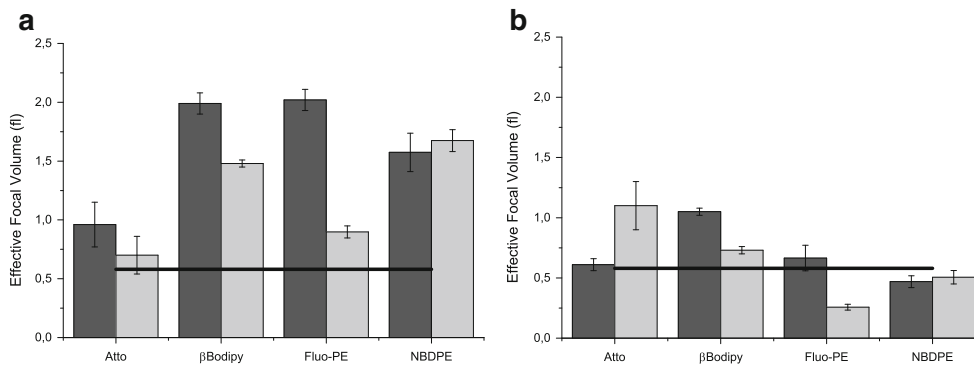 a
Effective Focal Volume (fl)
2,5
2,0
1,5
1,0
0,5
0,0
Atto
βBodipy
Fluo-PE
NBDPE
b
Effective Focal Volume (fl)
2,5
2,0
1,5
1,0
0,5
0,0
Atto
βBodipy
Fluo-PE
NBDPE